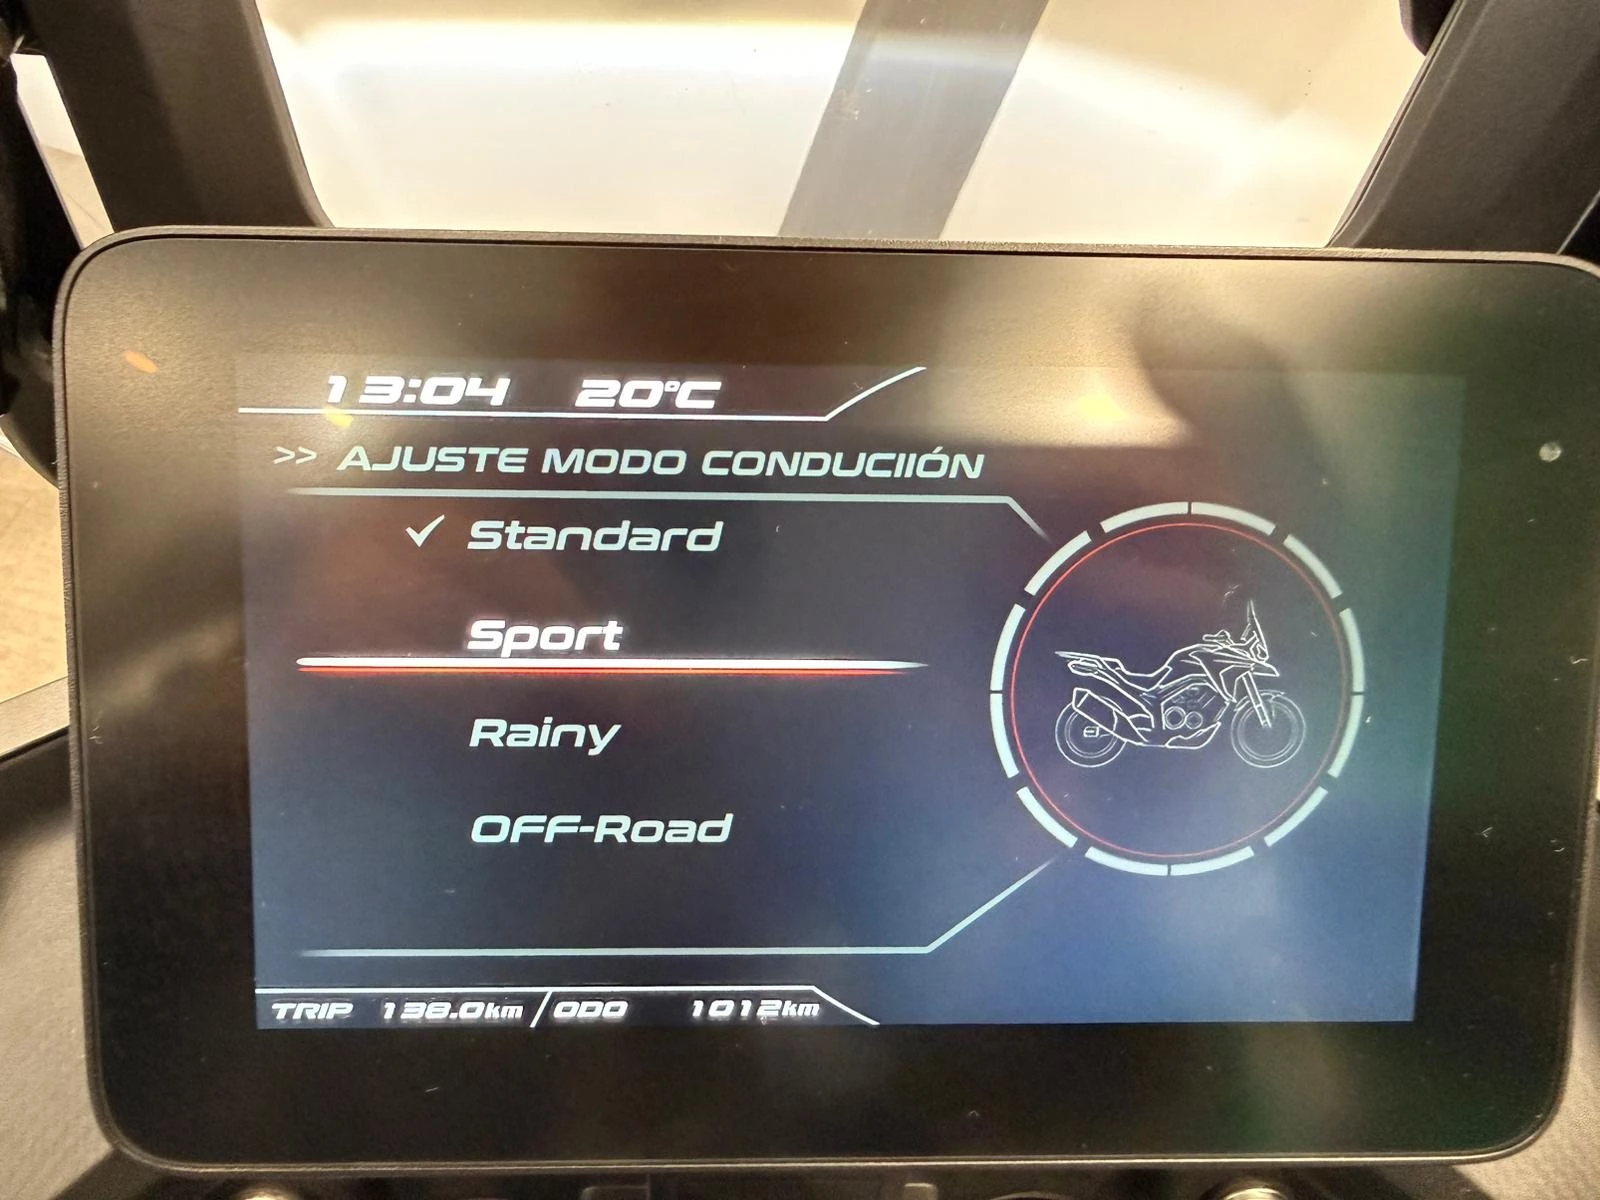 13:04 20°C
>> AJUSTE MODO CONDUCIIÓN
✓ Standard
Sport
Rainy
OFF-Road
TRIP 138.0km / ODO 1012km